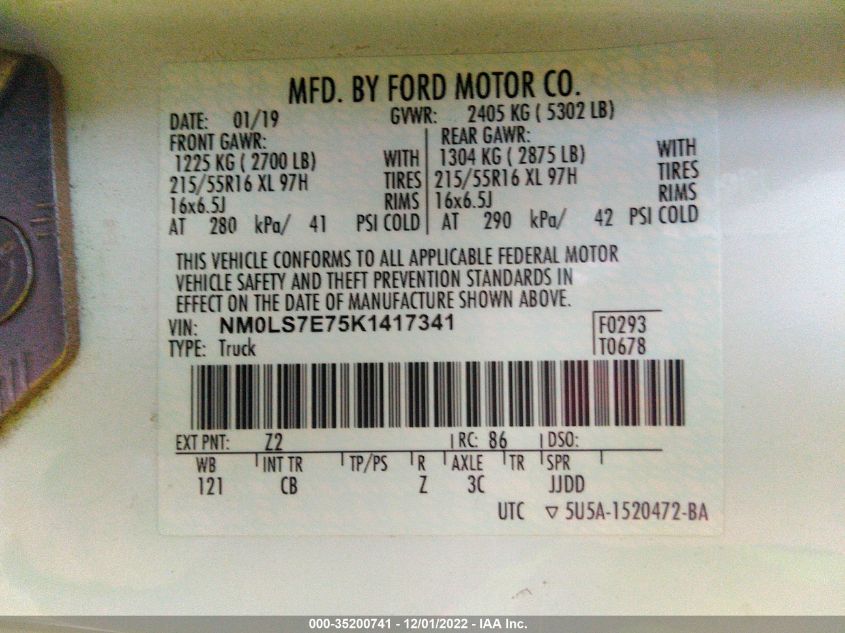 MFD. BY FORD MOTOR CO.
DATE: 01/19 GVWR: 2405 KG ( 5302 LB)
FRONT GAWR: REAR GAWR:
1225 KG ( 2700 LB) WITH 1304 KG ( 2875 LB) WITH
215/55R16 XL 97H TIRES 215/55R16 XL 97H TIRES
16x6.5J RIMS 16x6.5J RIMS
AT 280 kPa/ 41 PSI COLD AT 290 kPa/ 42 PSI COLD
THIS VEHICLE CONFORMS TO ALL APPLICABLE FEDERAL MOTOR
VEHICLE SAFETY AND THEFT PREVENTION STANDARDS IN
EFFECT ON THE DATE OF MANUFACTURE SHOWN ABOVE.
VIN: NM0LS7E75K1417341 F0293
TYPE: Truck T0678
EXT PNT: Z2 RC: 86 DSO:
WB INT TR TP/PS R AXLE TR SPR
121 CB Z 3C JJDD
UTC ▽ 5U5A-1520472-BA
000-35200741 - 12/01/2022 - IAA Inc.